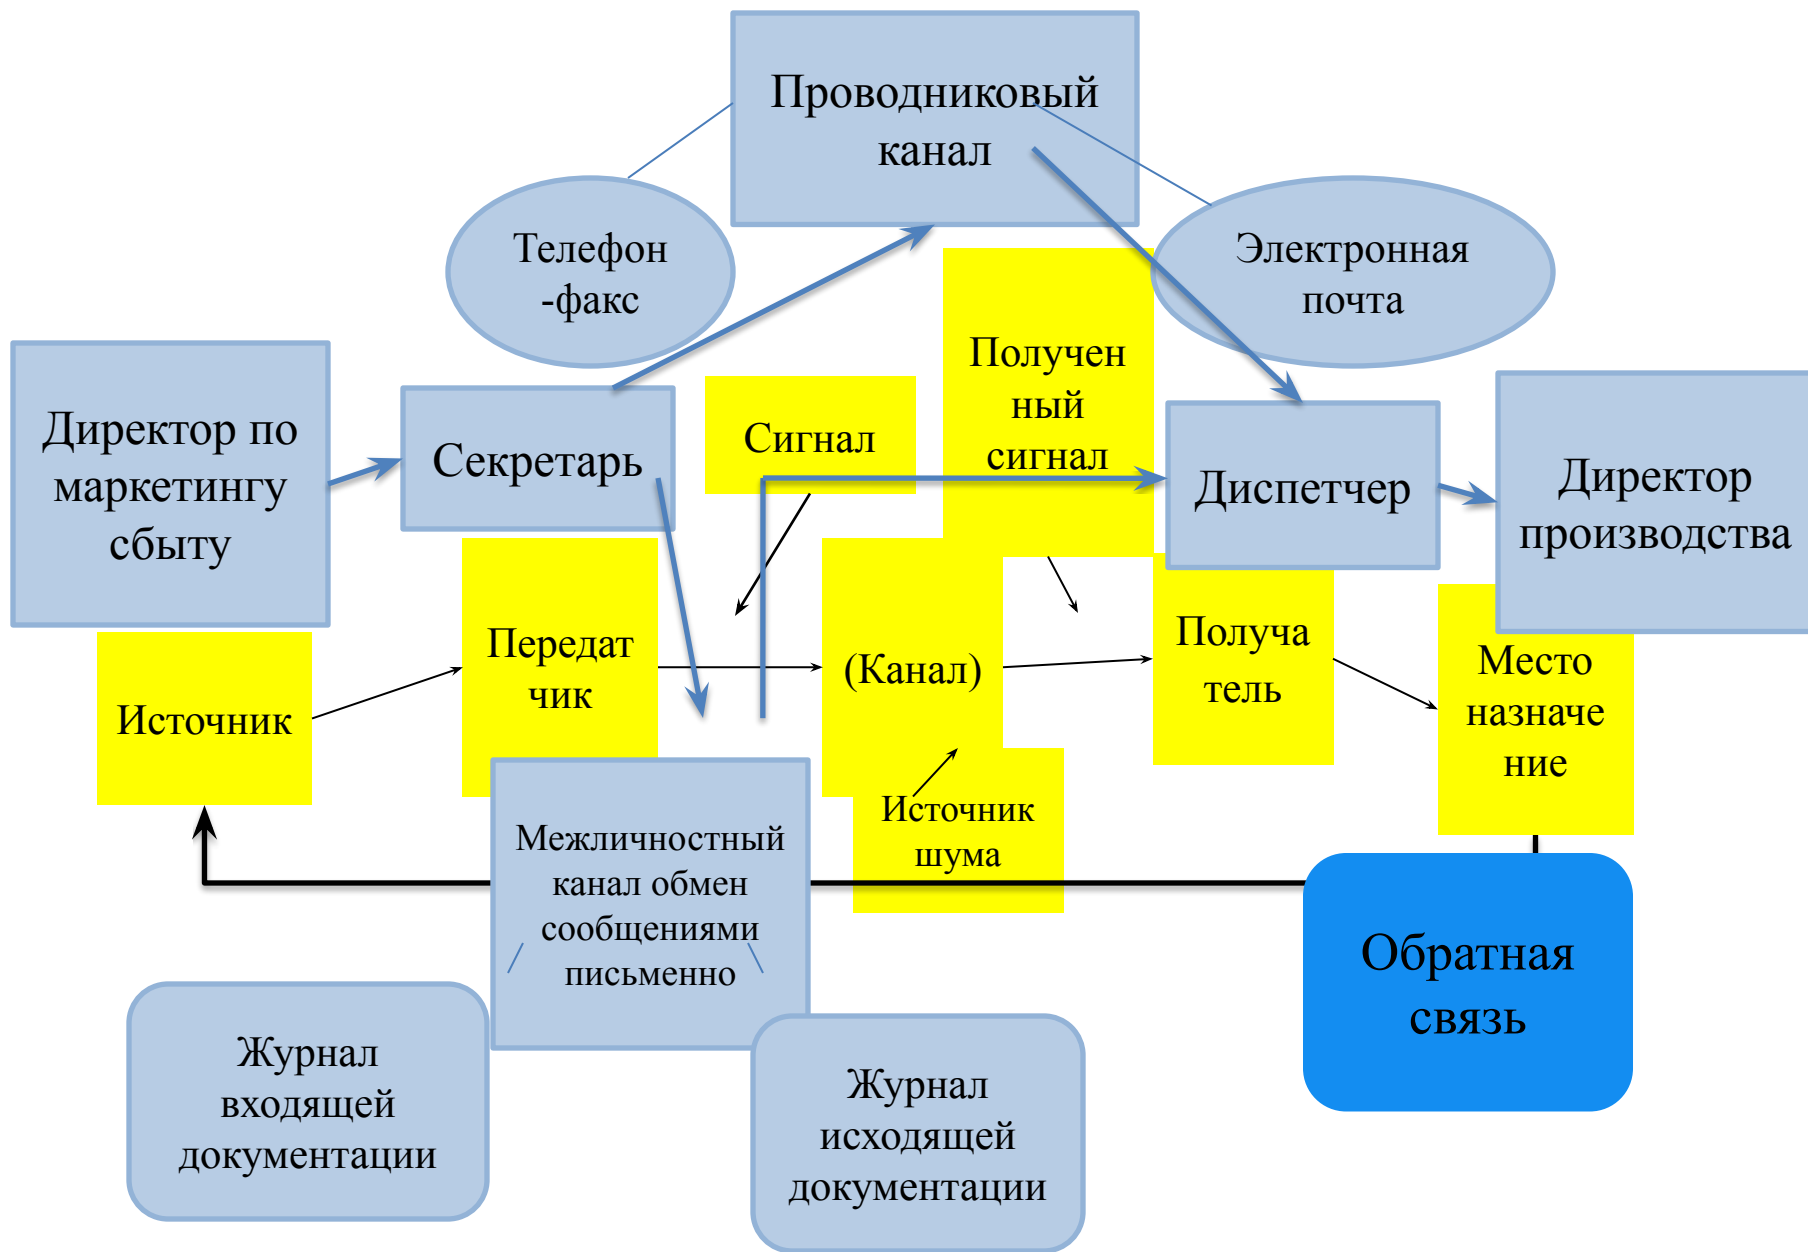 Проводниковый
канал
Телефон
-факс
Электронная
почта
Директор по
маркетингу
сбыту
Секретарь
Сигнал
Получен
ный
сигнал
Диспетчер
Директор
производства
Источник
Передат
чик
(Канал)
Получа
тель
Место
назначе
ние
Источник
шума
Межличностный
канал обмен
сообщениями
письменно
Обратная
связь
Журнал
входящей
документации
Журнал
исходящей
документации